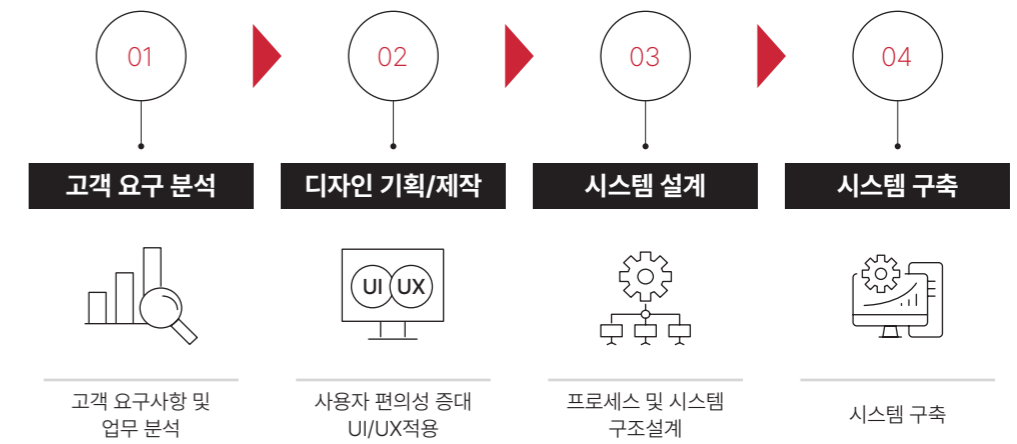 01
02
03
04
고객 요구 분석
디자인 기획/제작
시스템 설계
시스템 구축
UI UX
고객 요구사항 및
업무 분석
사용자 편의성 증대
UI/UX적용
프로세스 및 시스템
구조설계
시스템 구축